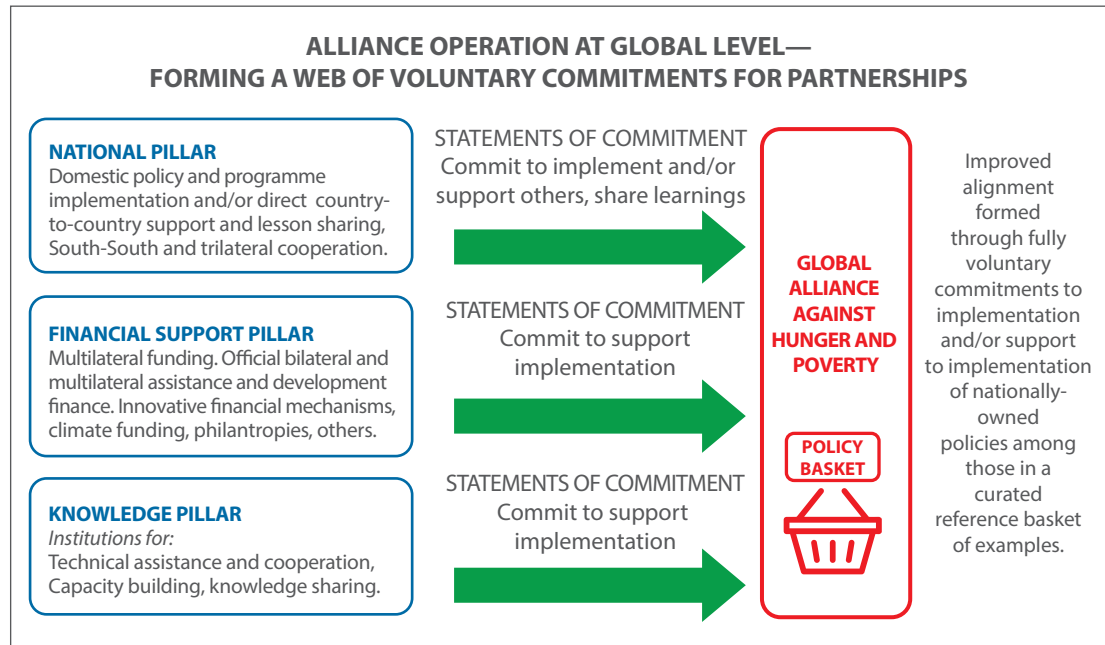 ALLIANCE OPERATION AT GLOBAL LEVEL—
FORMING A WEB OF VOLUNTARY COMMITMENTS FOR PARTNERSHIPS
NATIONAL PILLAR
Domestic policy and programme
implementation and/or direct country-
to-country support and lesson sharing,
South-South and trilateral cooperation.
STATEMENTS OF COMMITMENT
Commit to implement and/or
support others, share learnings
FINANCIAL SUPPORT PILLAR
Multilateral funding. Official bilateral and
multilateral assistance and development
finance. Innovative financial mechanisms,
climate funding, philantropies, others.
STATEMENTS OF COMMITMENT
Commit to support
implementation
KNOWLEDGE PILLAR
Institutions for:
Technical assistance and cooperation,
Capacity building, knowledge sharing.
STATEMENTS OF COMMITMENT
Commit to support
implementation
GLOBAL
ALLIANCE
AGAINST
HUNGER AND
POVERTY
POLICY
BASKET
Improved
alignment
formed
through fully
voluntary
commitments to
implementation
and/or support
to implementation
of nationally-
owned
policies among
those in a
curated
reference basket
of examples.